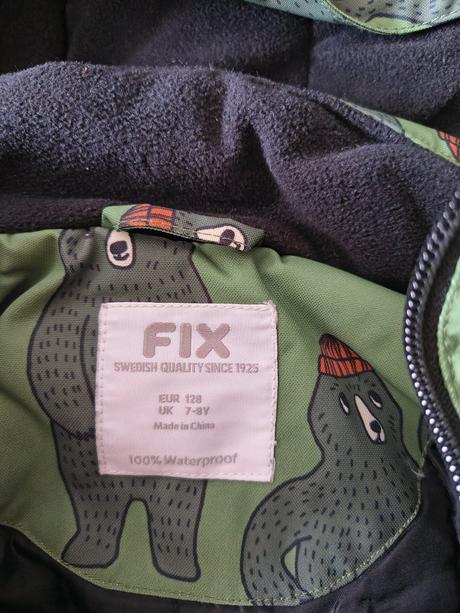 FIX
SWEDISH QUALITY SINCE 1925
EUR 128
UK 7-8Y
Made in China
100% Waterproof